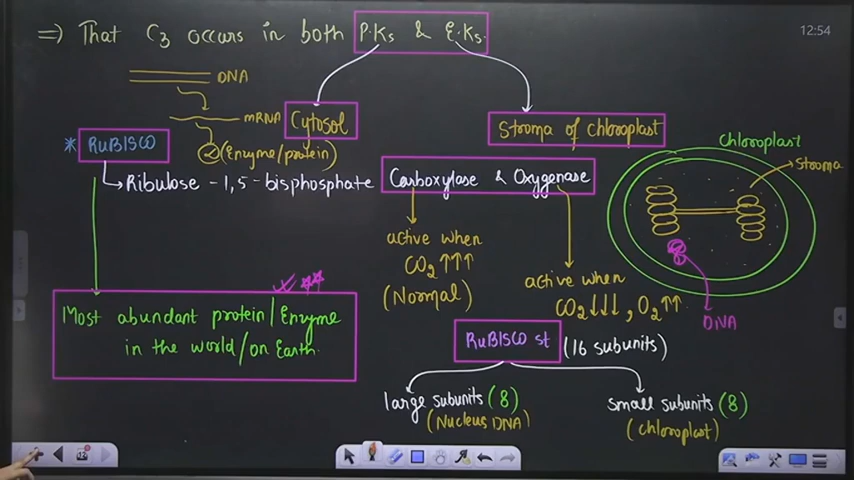 => That C3 occurs in both P.Ks & E.Ks.
12:54
DNA
mRNA
(Enzyme/protein)
Cytosol
Stroma of chloroplast
Chloroplast
Stroma
DNA
* RuBISCO
Ribulose - 1,5-bisphosphate Carboxylase & Oxygenase
active when
CO2↑↑↑
(Normal)
active when
CO2↓↓↓, O2↑↑
Most abundant protein/Enzyme
in the world/on Earth.
RuBISCO st (16 subunits)
large subunits (8)
(Nucleus DNA)
small subunits (8)
(Chloroplast)